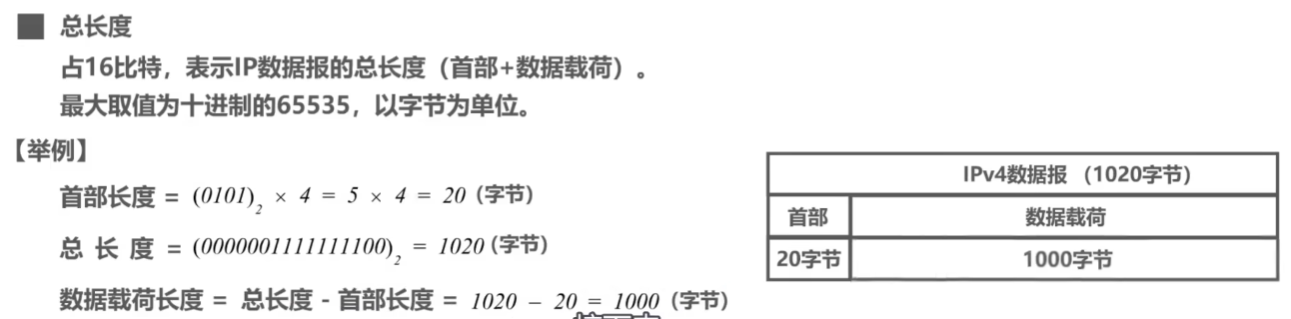 总长度
占16比特，表示IP数据报的总长度（首部+数据载荷）。
最大取值为十进制的65535，以字节为单位。
【举例】
首部长度 = (0101)₂ × 4 = 5 × 4 = 20（字节）
总 长 度 = (0000001111111100)₂ = 1020（字节）
数据载荷长度 = 总长度 - 首部长度 = 1020 – 20 = 1000（字节）
IPv4数据报 （1020字节）
首部 数据载荷
20字节 1000字节